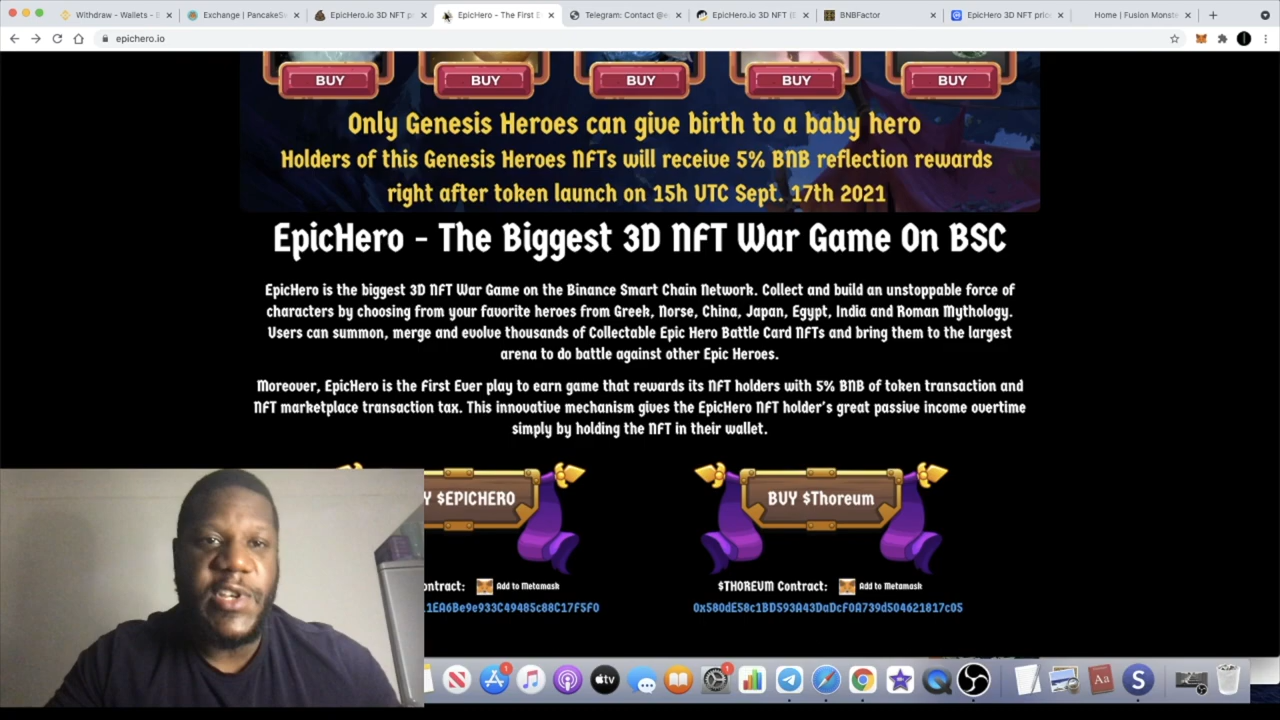 Withdraw - Wallets - B
Exchange | PancakeS
EpicHero.io 3D NFT p
EpicHero - The First E
Telegram: Contact @e
EpicHero.io 3D NFT (E
BNBFactor
EpicHero 3D NFT pric
Home | Fusion Monste
epichero.io
BUY BUY BUY BUY BUY
Only Genesis Heroes can give birth to a baby hero
Holders of this Genesis Heroes NFTs will receive 5% BNB reflection rewards
right after token launch on 15h UTC Sept. 17th 2021
EpicHero - The Biggest 3D NFT War Game On BSC
EpicHero is the biggest 3D NFT War Game on the Binance Smart Chain Network. Collect and build an unstoppable force of
characters by choosing from your favorite heroes from Greek, Norse, China, Japan, Egypt, India and Roman Mythology.
Users can summon, merge and evolve thousands of Collectable Epic Hero Battle Card NFTs and bring them to the largest
arena to do battle against other Epic Heroes.
Moreover, EpicHero is the First Ever play to earn game that rewards its NFT holders with 5% BNB of token transaction and
NFT marketplace transaction tax. This innovative mechanism gives the EpicHero NFT holder's great passive income overtime
simply by holding the NFT in their wallet.
Y $EPICHERO
BUY $Thoreum
ontract: Add to Metamask
$THOREUM Contract: Add to Metamask
1EA6Be9e933C49485c88C17F5F0
0x580dE58c1BD593A43DaDcF0A739d504621817c05
1
tv
1
Aa
S